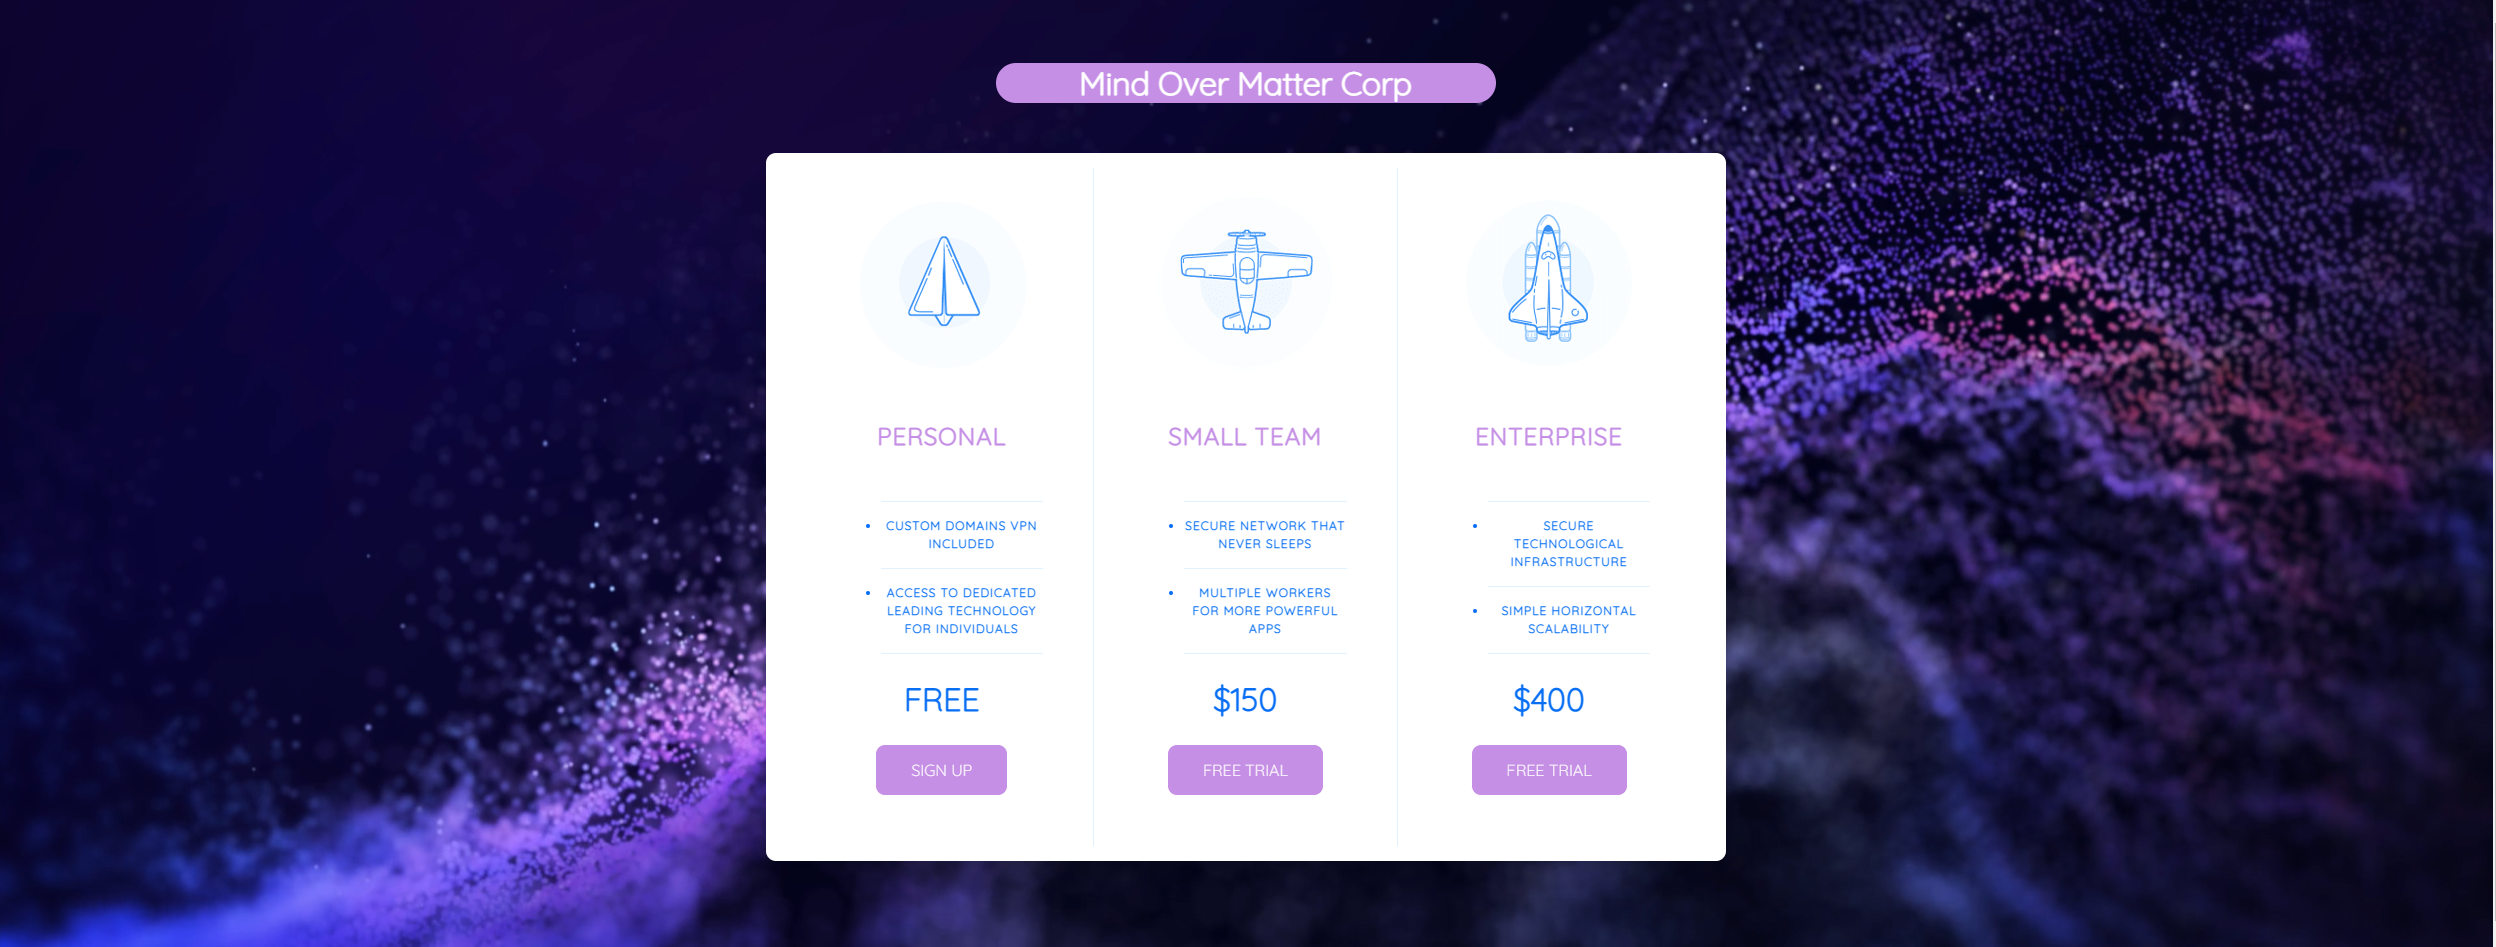 Mind Over Matter Corp
PERSONAL
• CUSTOM DOMAINS VPN
INCLUDED
• ACCESS TO DEDICATED
LEADING TECHNOLOGY
FOR INDIVIDUALS
FREE
SIGN UP
SMALL TEAM
• SECURE NETWORK THAT
NEVER SLEEPS
• MULTIPLE WORKERS
FOR MORE POWERFUL
APPS
$150
FREE TRIAL
ENTERPRISE
• SECURE
TECHNOLOGICAL
INFRASTRUCTURE
• SIMPLE HORIZONTAL
SCALABILITY
$400
FREE TRIAL